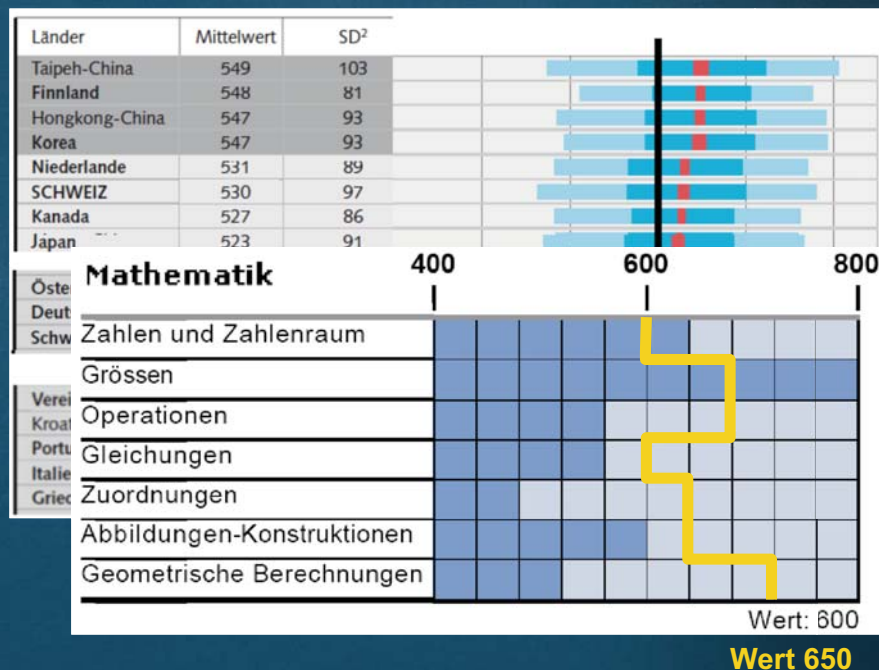 Länder Mittelwert SD²
Taipeh-China 549 103
Finnland 548 81
Hongkong-China 547 93
Korea 547 93
Niederlande 531 89
SCHWEIZ 530 97
Kanada 527 86
Japan 523 91
Mathematik 400 600 800
Zahlen und Zahlenraum
Grössen
Operationen
Gleichungen
Zuordnungen
Abbildungen-Konstruktionen
Geometrische Berechnungen
Wert: 600
Wert 650